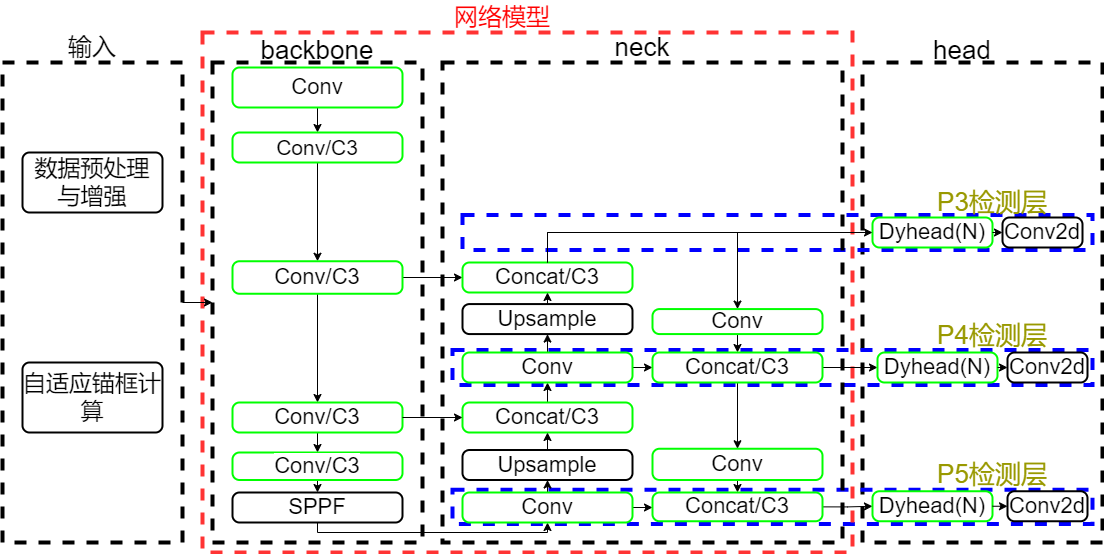 网络模型
输入
backbone
neck
head
数据预处理
与增强
自适应锚框计
算
Conv
Conv/C3
Conv/C3
Conv/C3
Conv/C3
SPPF
Concat/C3
Upsample
Conv
Concat/C3
Upsample
Conv
Conv
Concat/C3
Conv
Concat/C3
P3检测层
Dyhead(N)
Conv2d
P4检测层
Dyhead(N)
Conv2d
P5检测层
Dyhead(N)
Conv2d